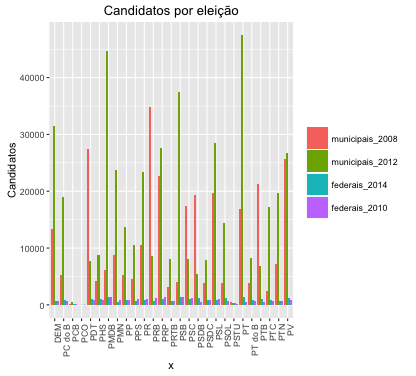 Candidatos por eleição
Candidatos
40000
30000
20000
10000
0
DEM
PC do B
PCB
PCO
PDT
PHS
PMDB
PMN
PP
PPS
PR
PRB
PRP
PRTB
PSB
PSC
PSDB
PSDC
PSL
PSOL
PSTU
PT
PT do B
PTB
PTC
PTN
PV
x
municipais_2008
municipais_2012
federais_2014
federais_2010